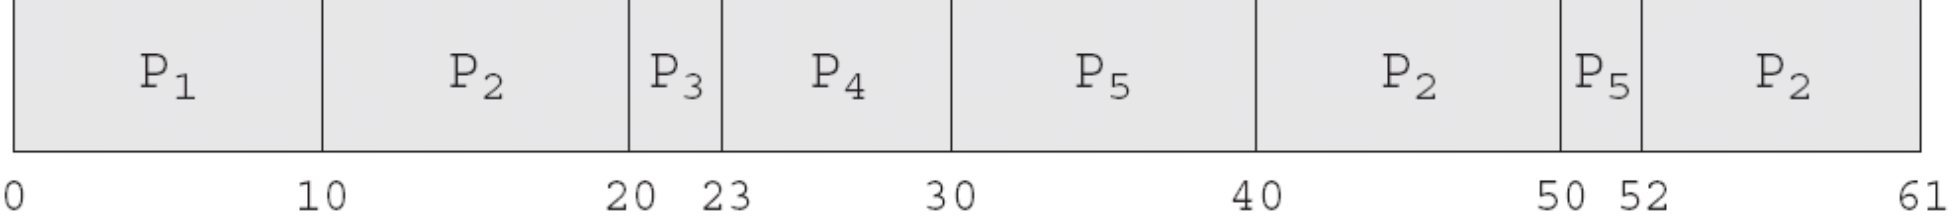 P₁ P₂ P₃ P₄ P₅ P₂ P₅ P₂
0 10 20 23 30 40 50 52 61